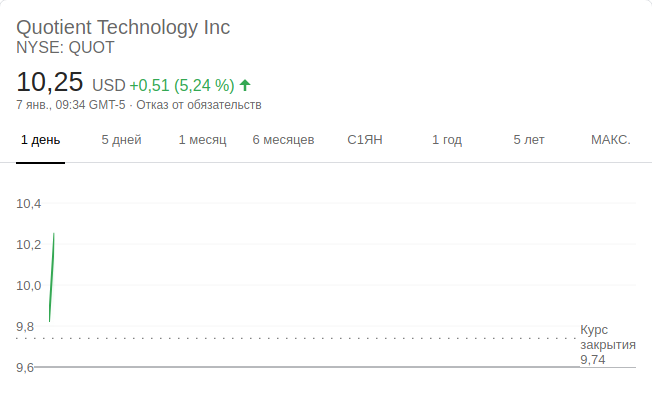 Quotient Technology Inc
NYSE: QUOT
10,25 USD +0,51 (5,24 %)
7 янв., 09:34 GMT-5 · Отказ от обязательств
1 день 5 дней 1 месяц 6 месяцев С1ЯН 1 год 5 лет МАКС.
10,4
10,2
10,0
9,8
Курс
закрытия
9,74
9,6